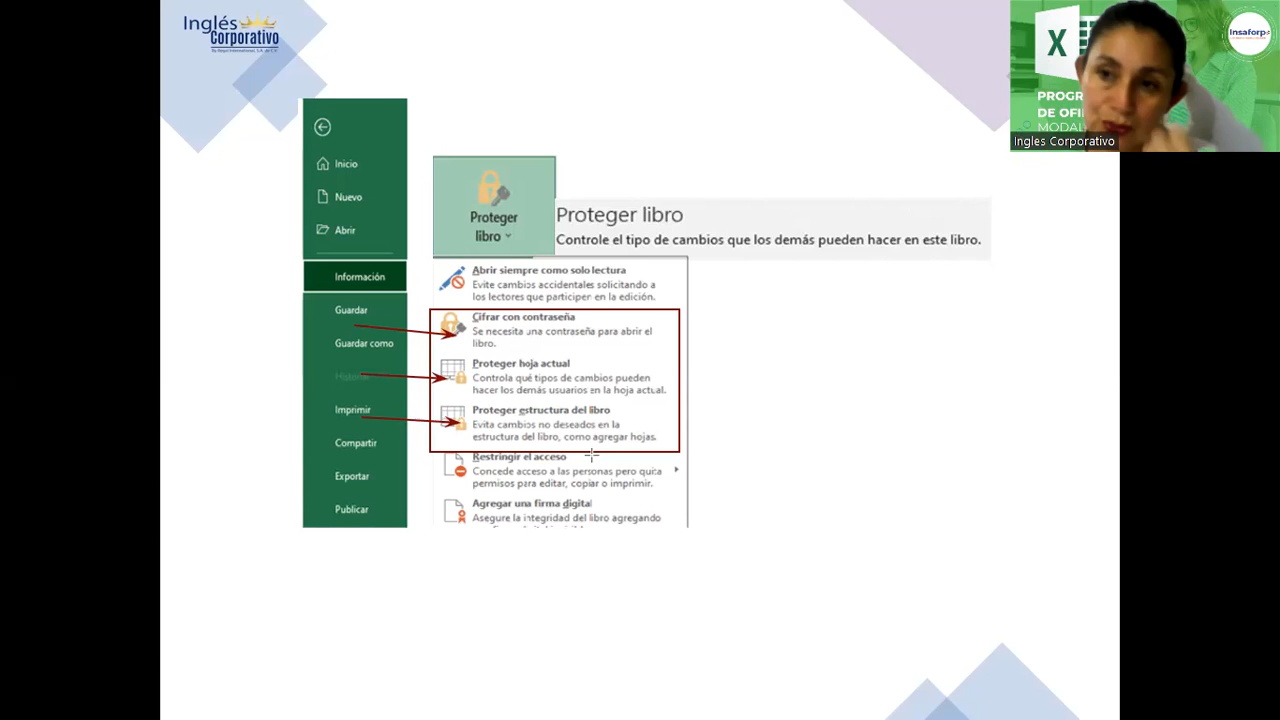 Inglés
Corporativo
Insaforp
PROGR
DE OFI
MODAL
Ingles Corporativo
Inicio
Nuevo
Abrir
Información
Guardar
Guardar como
Imprimir
Compartir
Exportar
Publicar
Proteger
libro
Proteger libro
Controle el tipo de cambios que los demás pueden hacer en este libro.
Abrir siempre como solo lectura
Evite cambios accidentales solicitando a
los lectores que participen en la edición.
Cifrar con contraseña
Se necesita una contraseña para abrir el
libro.
Proteger hoja actual
Controla qué tipos de cambios pueden
hacer los demás usuarios en la hoja actual.
Proteger estructura del libro
Evita cambios no deseados en la
estructura del libro, como agregar hojas.
Restringir el acceso
Concede acceso a las personas pero quita
permisos para editar, copiar o imprimir.
Agregar una firma digital
Asegure la integridad del libro agregando